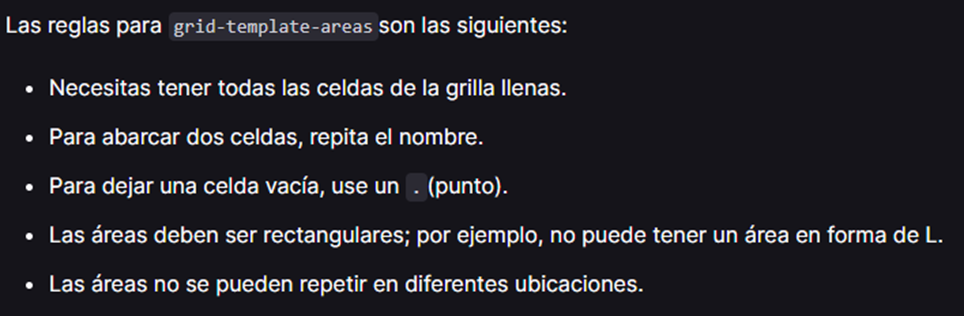 Las reglas para grid-template-areas son las siguientes:
• Necesitas tener todas las celdas de la grilla llenas.
• Para abarcar dos celdas, repita el nombre.
• Para dejar una celda vacía, use un . (punto).
• Las áreas deben ser rectangulares; por ejemplo, no puede tener un área en forma de L.
• Las áreas no se pueden repetir en diferentes ubicaciones.